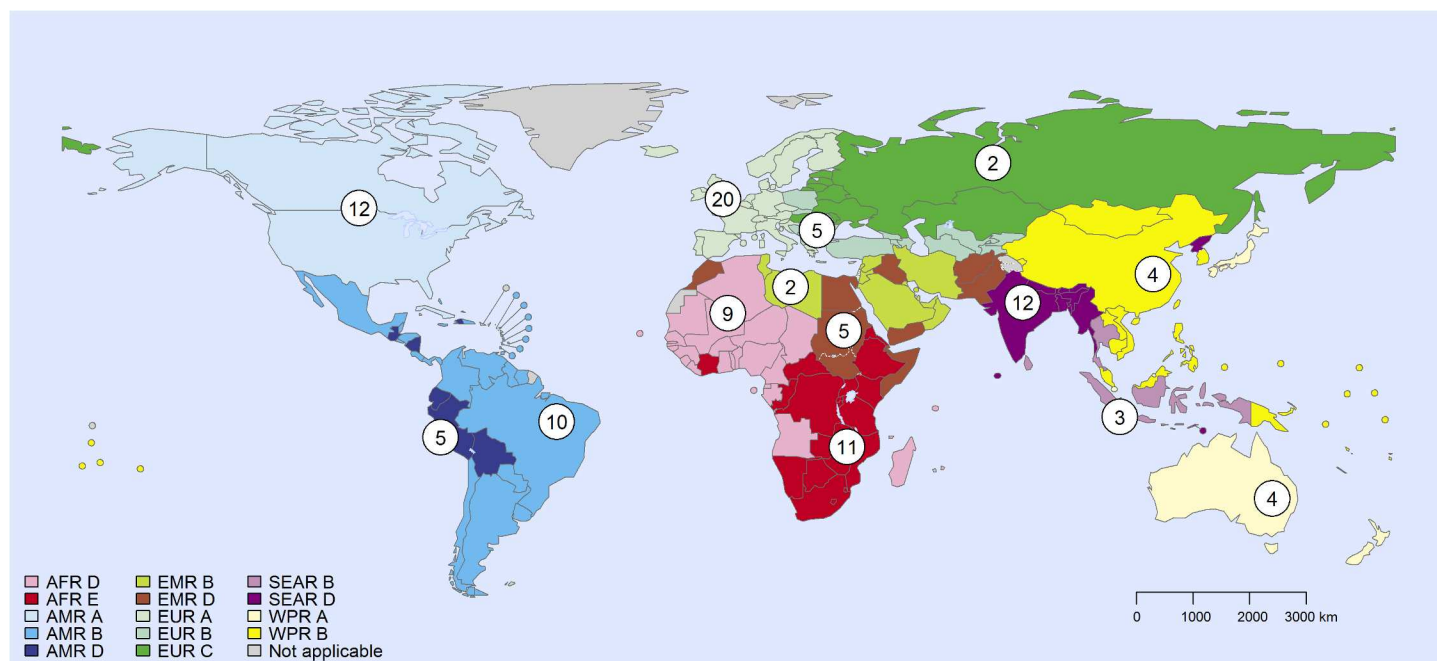 2
20
12
5
2
4
12
9
5
3
10
5
11
4
AFR D
AFR E
AMR A
AMR B
AMR D
EMR B
EMR D
EUR A
EUR B
EUR C
SEAR B
SEAR D
WPR A
WPR B
Not applicable
0 1000 2000 3000 km